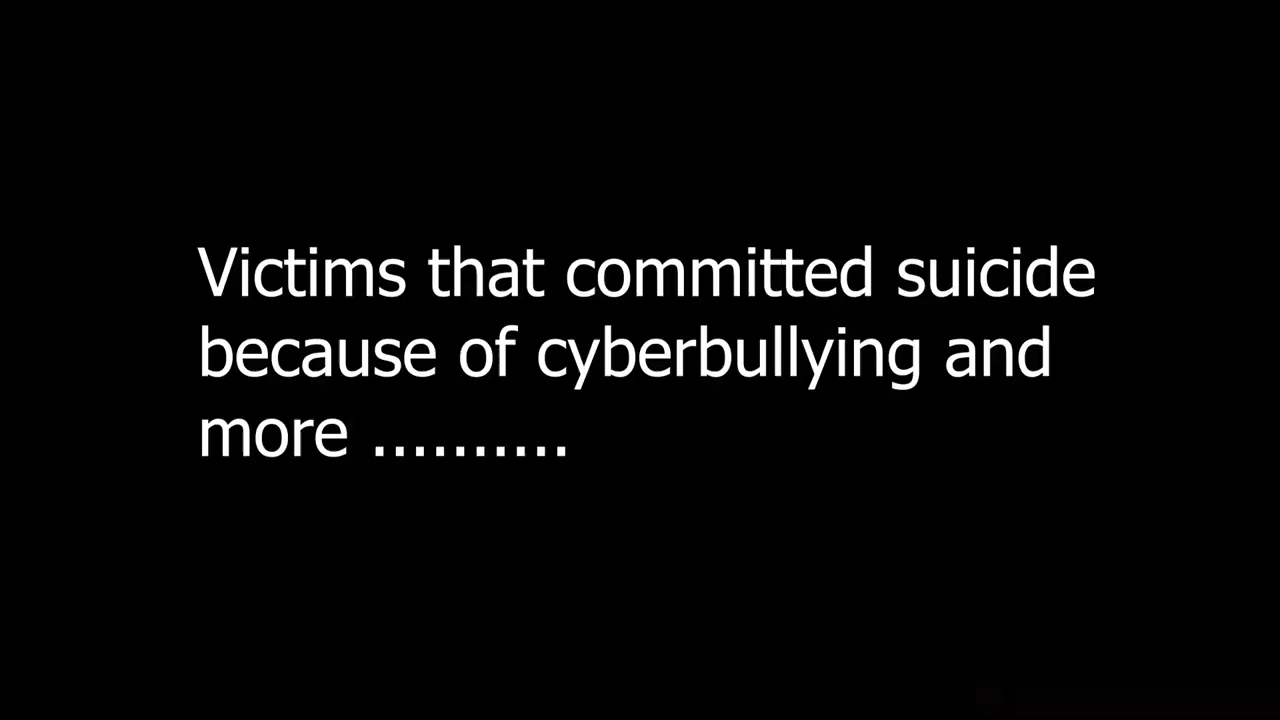 Victims that committed suicide
because of cyberbullying and
more ..........